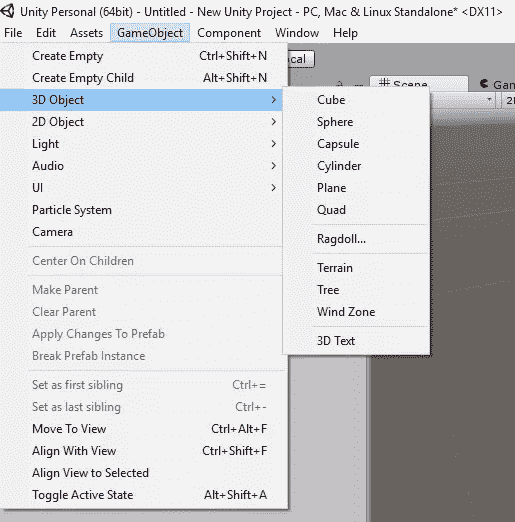 Unity Personal (64bit) - Untitled - New Unity Project - PC, Mac & Linux Standalone* <DX11>
File Edit Assets GameObject Component Window Help
Create Empty Ctrl+Shift+N
Create Empty Child Alt+Shift+N
3D Object
2D Object
Light
Audio
UI
Particle System
Camera
Center On Children
Make Parent
Clear Parent
Apply Changes To Prefab
Break Prefab Instance
Set as first sibling Ctrl+=
Set as last sibling Ctrl+-
Move To View Ctrl+Alt+F
Align With View Ctrl+Shift+F
Align View to Selected
Toggle Active State Alt+Shift+A
Cube
Sphere
Capsule
Cylinder
Plane
Quad
Ragdoll...
Terrain
Tree
Wind Zone
3D Text
Scene